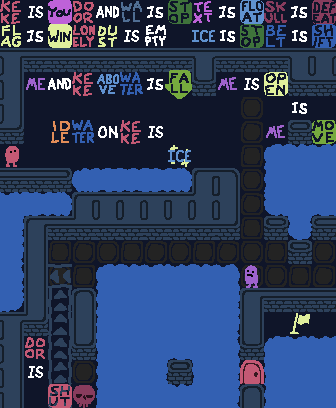 KEKE IS YOU DOOR AND WALL IS STOP TEXT IS FLOAT SKULL IS DEFEAT
FLAG IS WIN LONELY DUST IS EMPTY ICE IS STOP BELT IS SHIFT
ME AND KEKE ABOVE WATER IS FALL ME IS OPEN
IS
IDLE WATER ON KEKE IS ME MOVE
ICE
DOOR
IS
SHUT